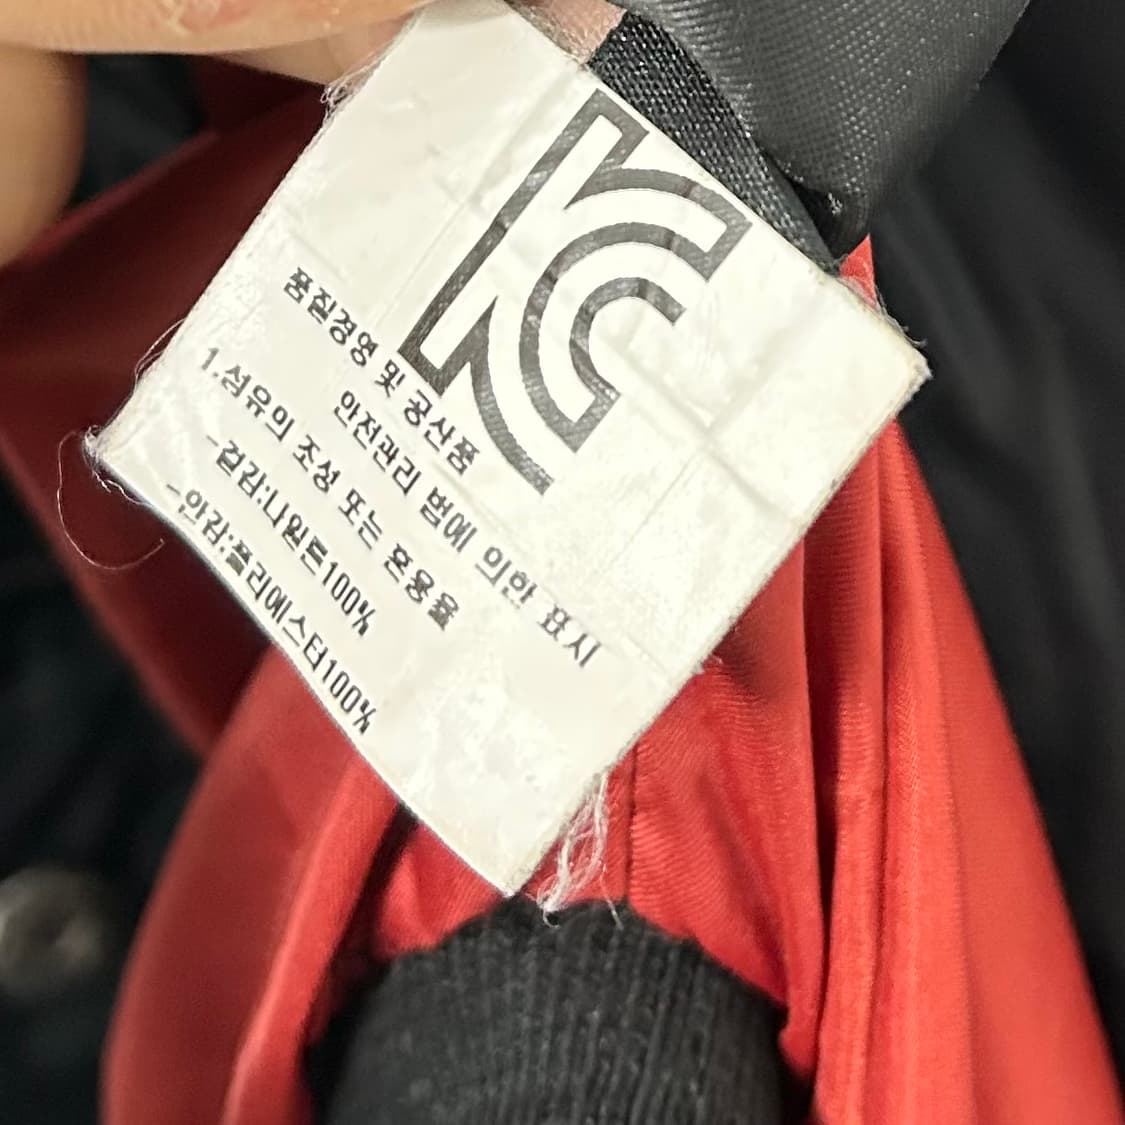 KC
품질경영 및 공산품
안전관리 법에 의한 표시
1.섬유의 조성 또는 혼용율
-겉감:나일론100%
-안감:폴리에스터100%